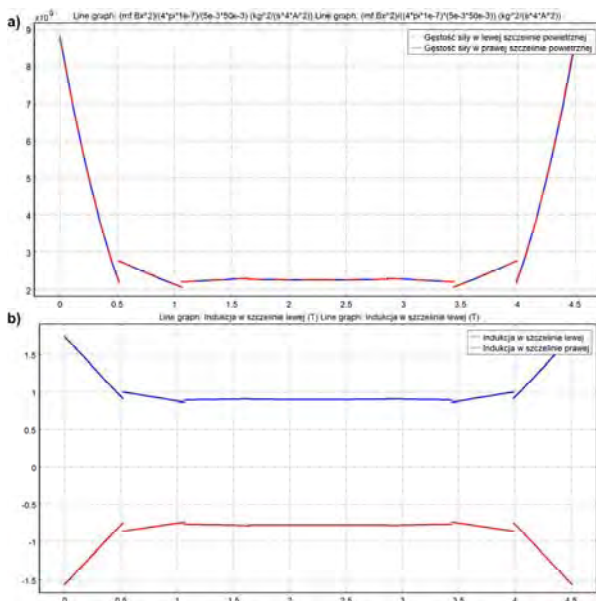 a)
Line graph: (mf.Bx^2)/(4*pi*1e-7)/(5e-3*50e-3) (kg^2/(s^4*A^2)) Line graph: (mf.Bx^2)/((4*pi*1e-7)*(5e-3*50e-3)) (kg^2/(s^4*A^2))
x10^9
Gęstość siły w lewej szczelinie powietrznej
Gęstość siły w prawej szczelinie powietrznej
9
8
7
6
5
4
3
2
0 0.5 1 1.5 2 2.5 3 3.5 4 4.5
b)
Line graph: Indukcja w szczelinie lewej (T) Line graph: Indukcja w szczelinie lewej (T)
Indukcja w szczelinie lewej
Indukcja w szczelinie prawej
1.5
1
0.5
0
-0.5
-1
-1.5
0 0.5 1 1.5 2 2.5 3 3.5 4 4.5